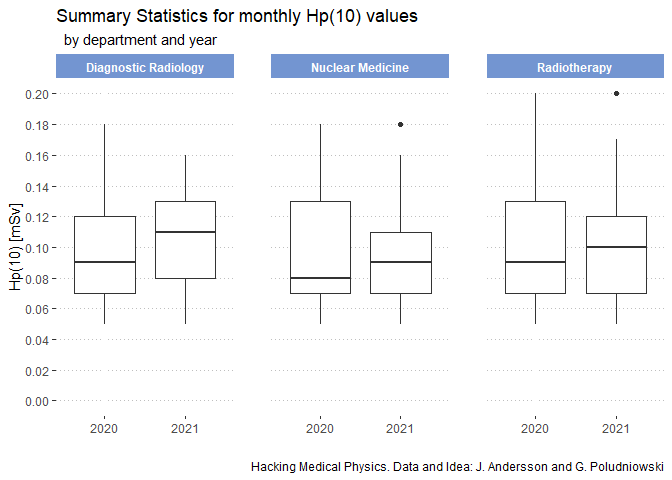 Summary Statistics for monthly Hp(10) values
by department and year
Diagnostic Radiology Nuclear Medicine Radiotherapy
Hp(10) [mSv]
0.20
0.18
0.16
0.14
0.12
0.10
0.08
0.06
0.04
0.02
0.00
2020 2021 2020 2021 2020 2021
Hacking Medical Physics. Data and Idea: J. Andersson and G. Poludniowski